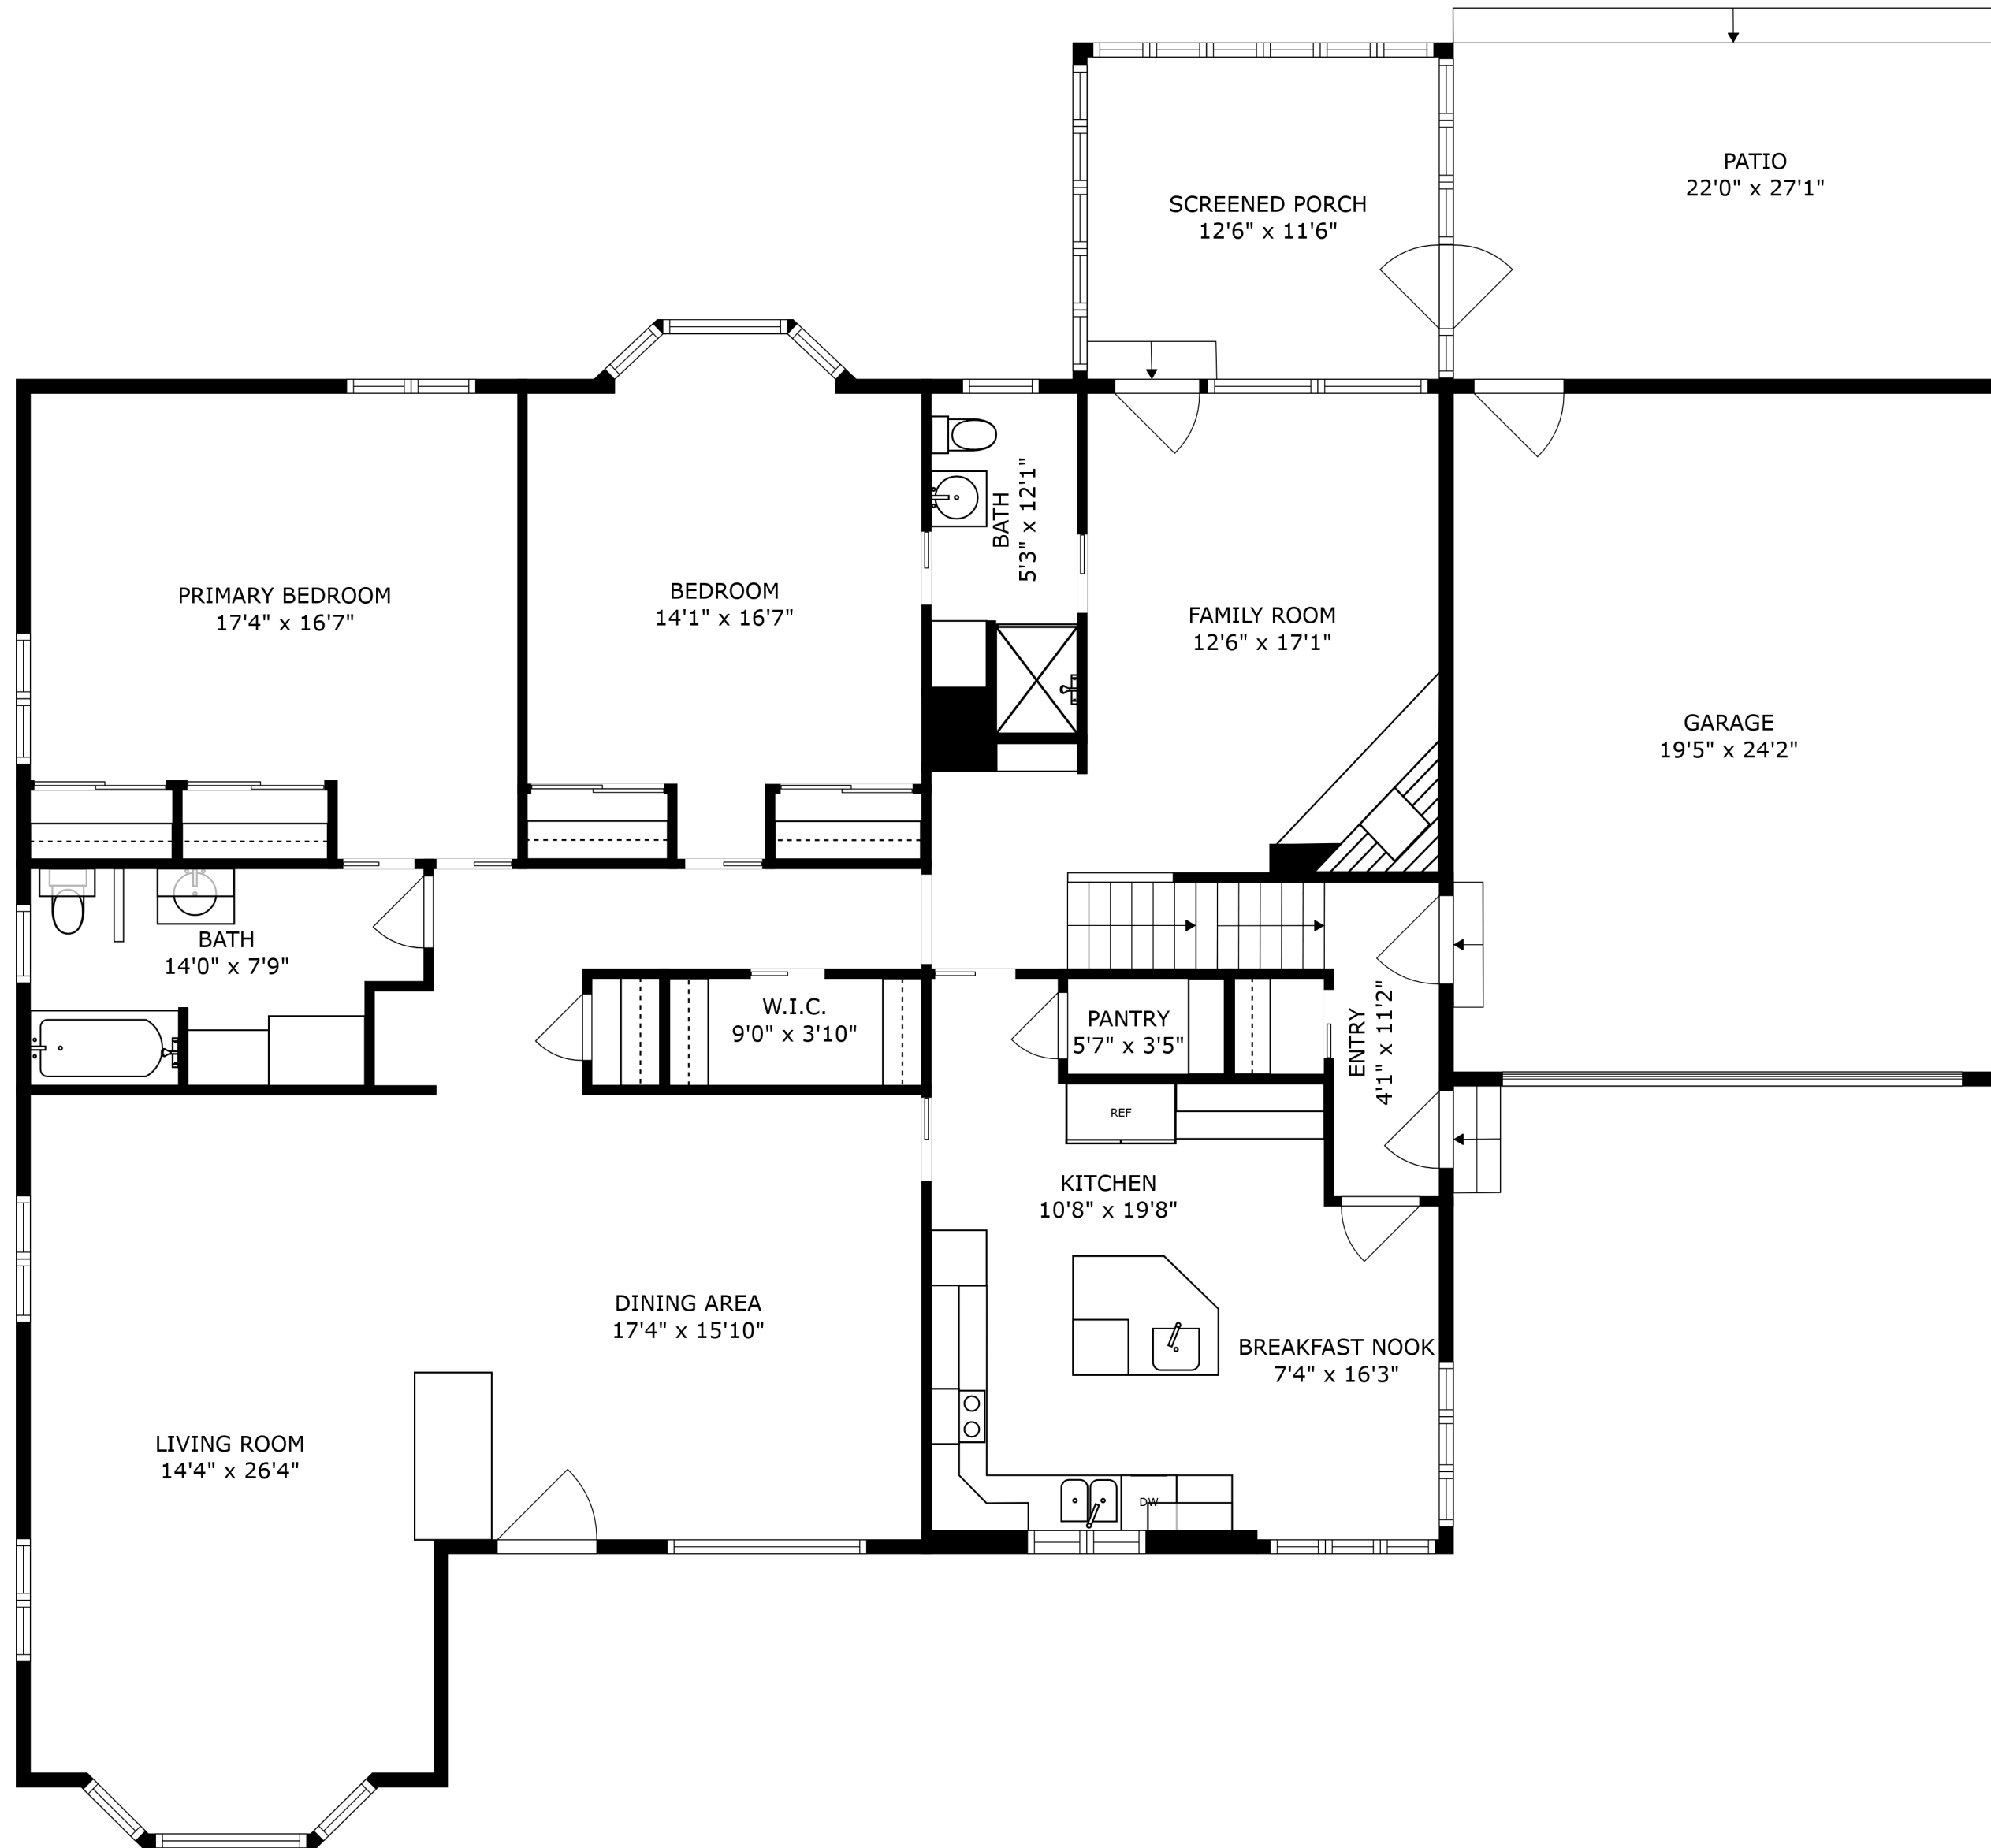 PATIO
22'0" x 27'1"
SCREENED PORCH
12'6" x 11'6"
PRIMARY BEDROOM
17'4" x 16'7"
BEDROOM
14'1" x 16'7"
BATH
5'3" x 12'1"
FAMILY ROOM
12'6" x 17'1"
GARAGE
19'5" x 24'2"
BATH
14'0" x 7'9"
W.I.C.
9'0" x 3'10"
PANTRY
5'7" x 3'5"
ENTRY
4'1" x 11'2"
REF
KITCHEN
10'8" x 19'8"
DINING AREA
17'4" x 15'10"
BREAKFAST NOOK
7'4" x 16'3"
LIVING ROOM
14'4" x 26'4"
DW